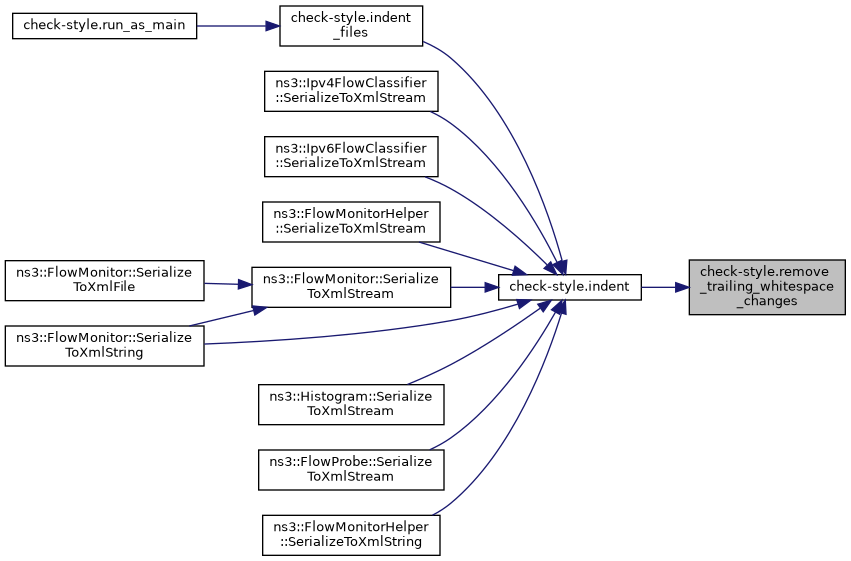 check-style.run_as_main
check-style.indent
_files
ns3::Ipv4FlowClassifier
::SerializeToXmlStream
ns3::Ipv6FlowClassifier
::SerializeToXmlStream
ns3::FlowMonitorHelper
::SerializeToXmlStream
ns3::FlowMonitor::Serialize
ToXmlFile
ns3::FlowMonitor::Serialize
ToXmlStream
check-style.indent
check-style.remove
_trailing_whitespace
_changes
ns3::FlowMonitor::Serialize
ToXmlString
ns3::Histogram::Serialize
ToXmlStream
ns3::FlowProbe::Serialize
ToXmlStream
ns3::FlowMonitorHelper
::SerializeToXmlString